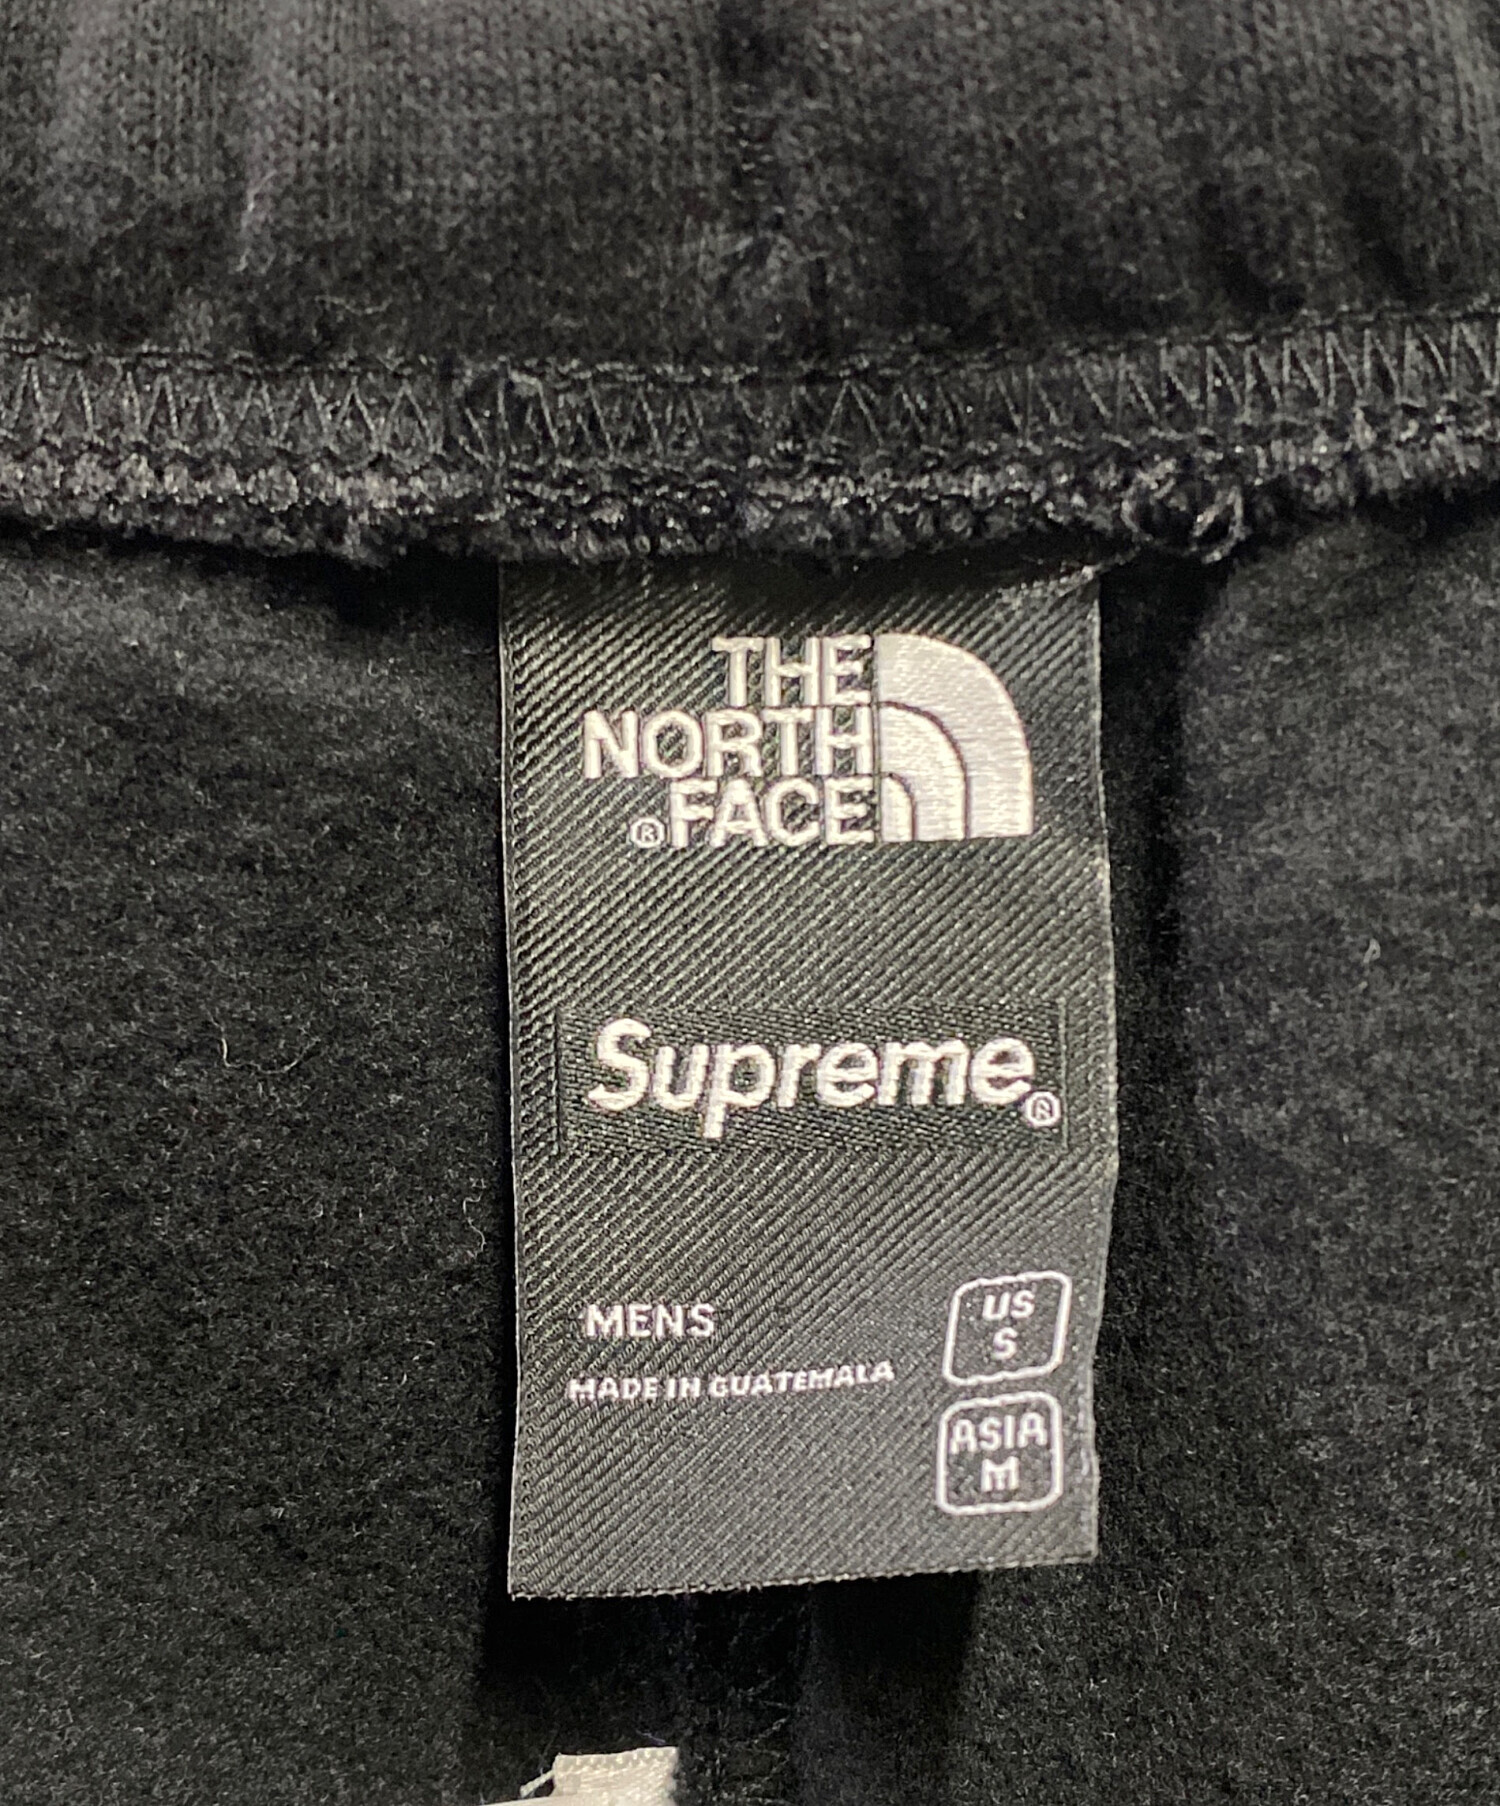 THE
NORTH
®FACE
Supreme®
MENS
MADE IN GUATEMALA
US
S
ASIA
M